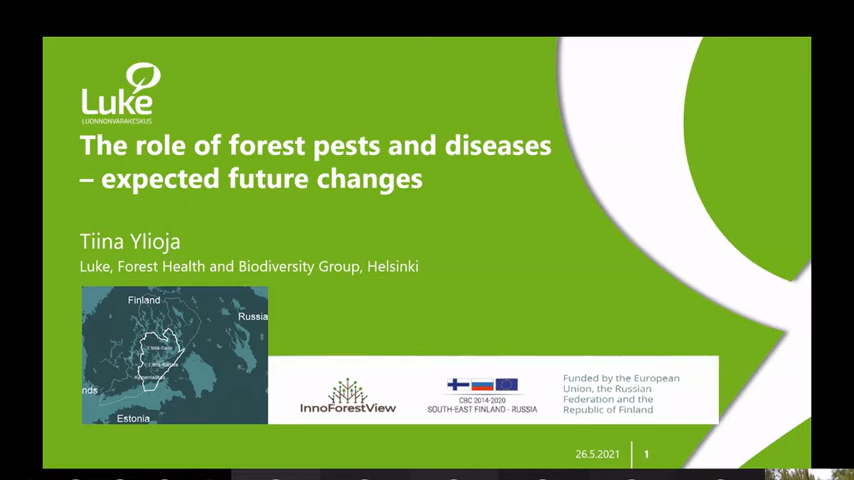 Luke
LUONNONVARAKESKUS
The role of forest pests and diseases
– expected future changes
Tiina Ylioja
Luke, Forest Health and Biodiversity Group, Helsinki
Finland
Russia
nds
Estonia
InnoForestView
CBC 2014-2020
SOUTH-EAST FINLAND - RUSSIA
Funded by the European
Union, the Russian
Federation and the
Republic of Finland
26.5.2021
1